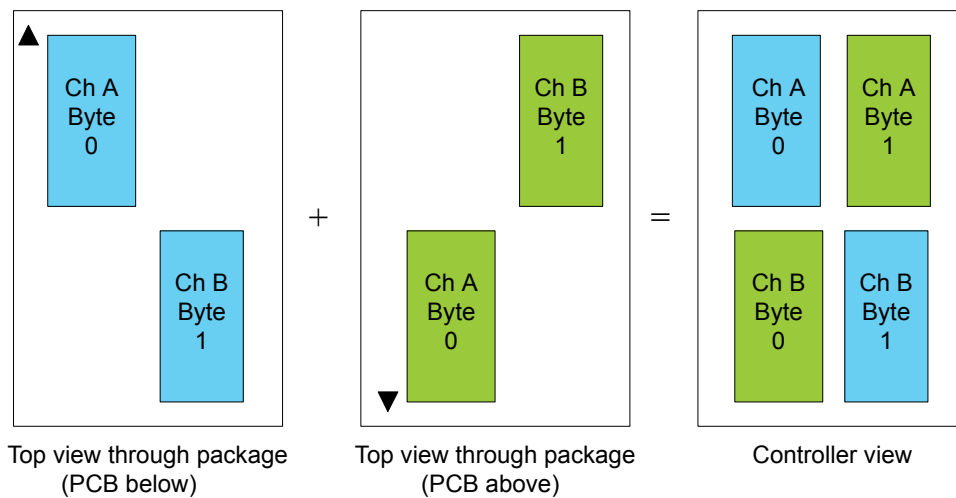 Ch A
Byte
0
Ch B
Byte
1
Top view through package
(PCB below)
+
Ch B
Byte
1
Ch A
Byte
0
Top view through package
(PCB above)
=
Ch A
Byte
0
Ch A
Byte
1
Ch B
Byte
0
Ch B
Byte
1
Controller view